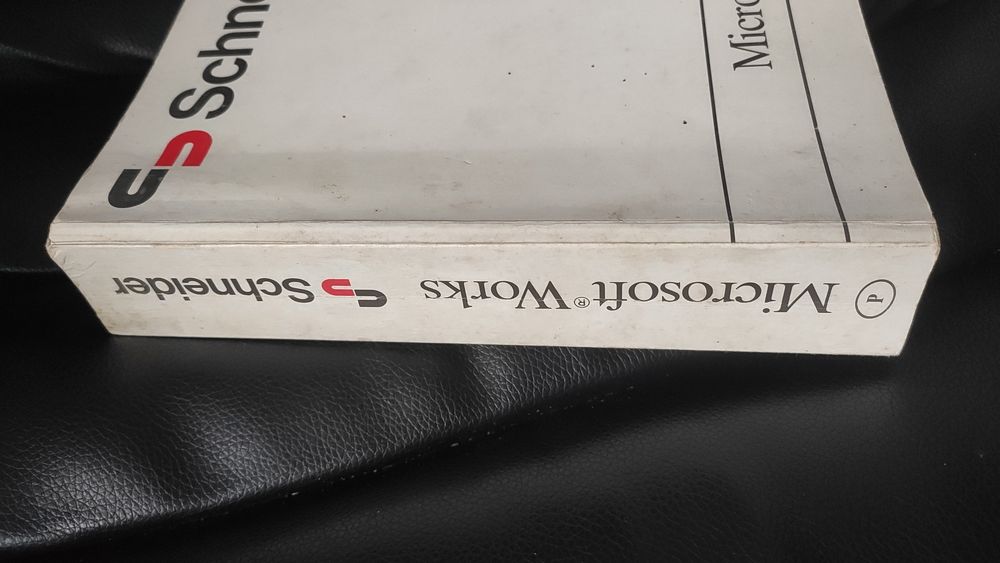 Schne
Micro
Ⓟ Microsoft® Works Schneider